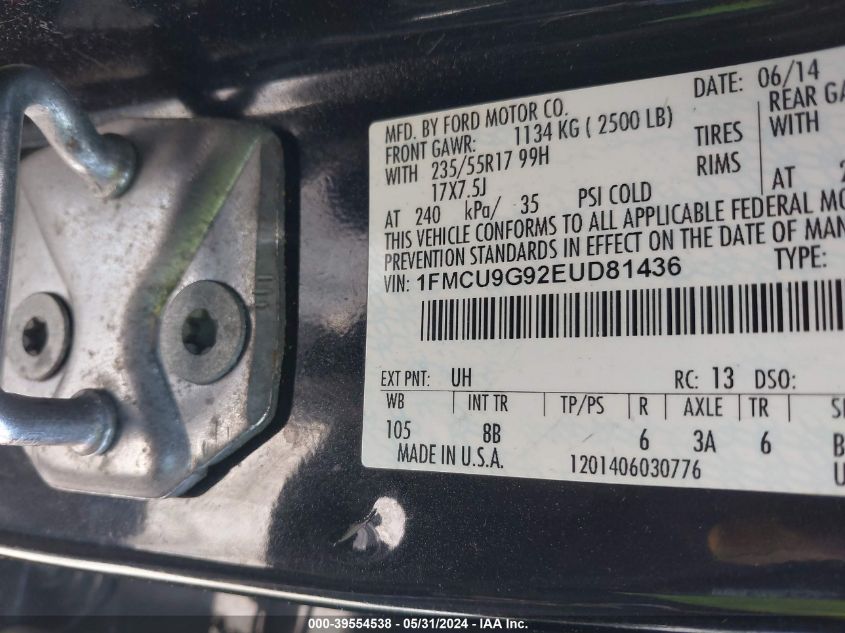 MFD. BY FORD MOTOR CO. DATE: 06/14
FRONT GAWR: 1134 KG ( 2500 LB) REAR
WITH 235/55R17 99H TIRES WITH
17X7.5J RIMS
AT 240 kPa/ 35 PSI COLD AT
THIS VEHICLE CONFORMS TO ALL APPLICABLE FEDERAL
PREVENTION STANDARDS IN EFFECT ON THE DATE OF
VIN: 1FMCU9G92EUD81436 TYPE:
EXT PNT: UH RC: 13 DSO:
WB | INT TR | TP/PS | R | AXLE | TR
105 8B 6 3A 6
MADE IN U.S.A. 1201406030776
000-39554538 - 05/31/2024 - IAA Inc.